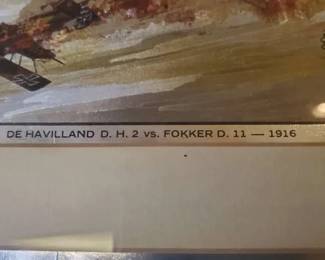 DE HAVILLAND D. H. 2 vs. FOKKER D. 11 — 1916